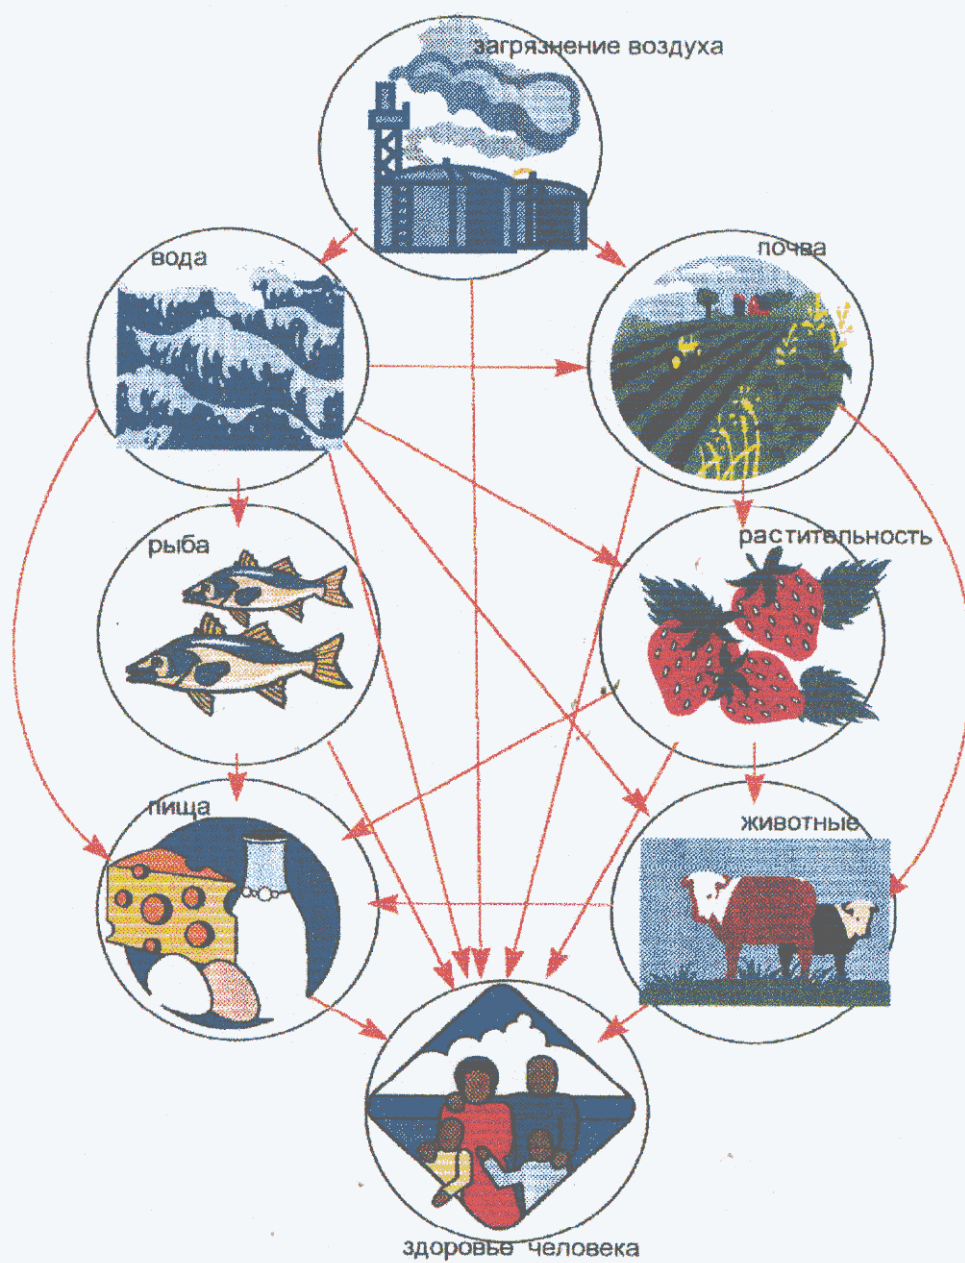 загрязнение воздуха
вода
почва
рыба
растительность
пища
животные
здоровье человека